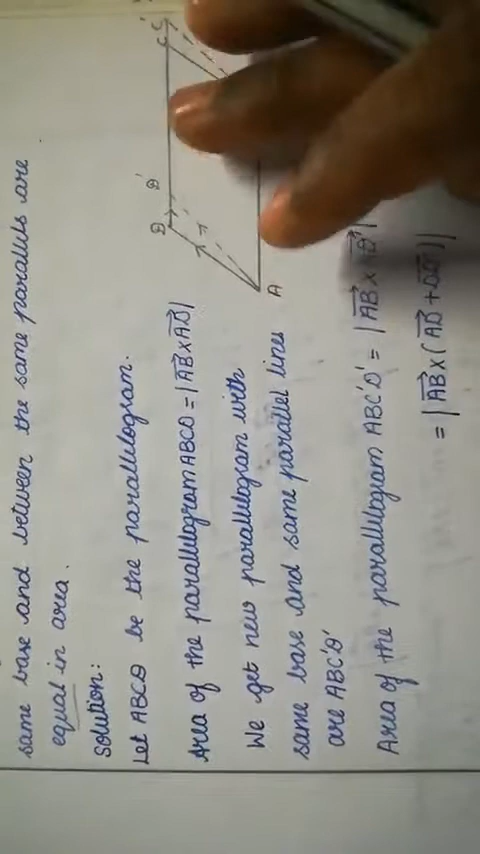 same base and between the same parallels are
equal in area.
Solution:
Let ABCD be the parallelogram.
Area of the parallelogram ABCD = |AB×AD|
We get new parallelogram with
same base and same parallel lines
are ABC'D'
Area of the parallelogram ABC'D' = |AB × AD'|
= |AB×(AD+DD')|
D D' C C'
A